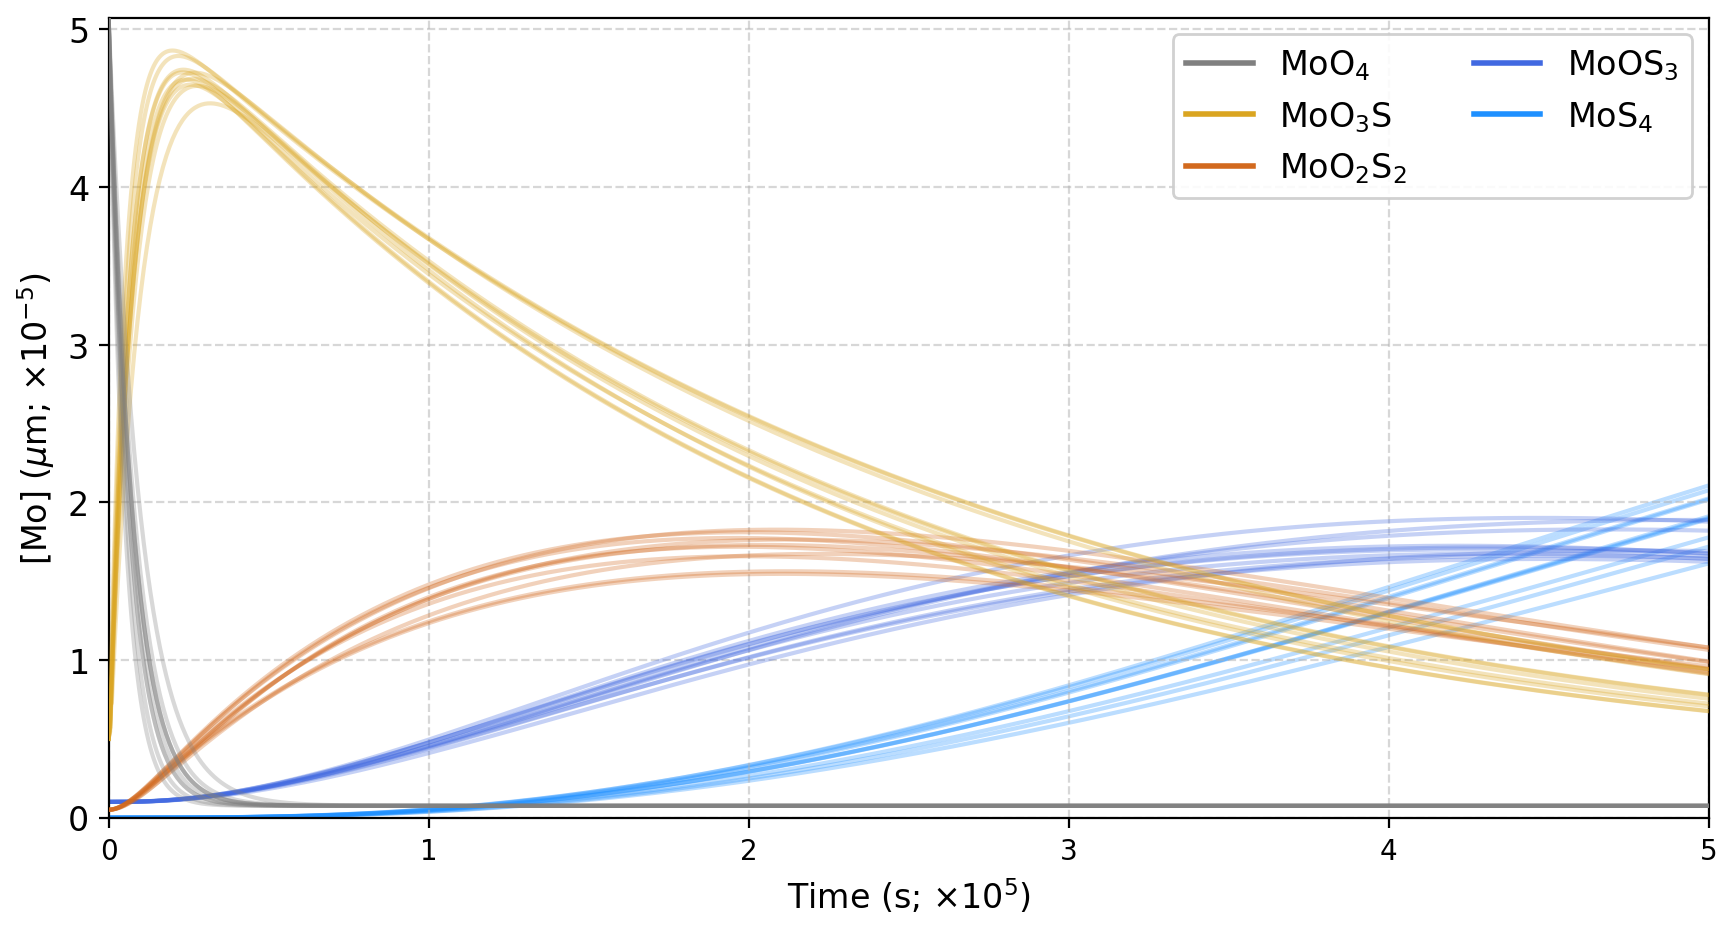 5
4
3
2
1
0
[Mo] (μm; ×10⁻⁵)
MoO₄
MoO₃S
MoO₂S₂
MoOS₃
MoS₄
0 1 2 3 4 5
Time (s; ×10⁵)